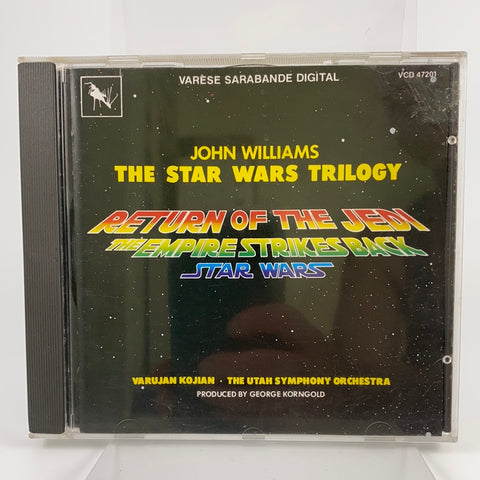 VARÈSE SARABANDE DIGITAL
VCD 47201
JOHN WILLIAMS
THE STAR WARS TRILOGY
RETURN OF THE JEDI
THE EMPIRE STRIKES BACK
STAR WARS
VARUJAN KOJIAN · THE UTAH SYMPHONY ORCHESTRA
PRODUCED BY GEORGE KORNGOLD